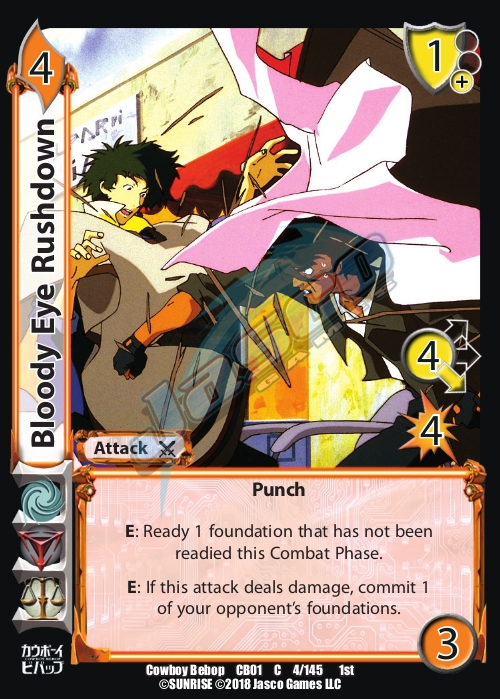 4
1
+
Bloody Eye Rushdown
4
4
Attack
Punch
E: Ready 1 foundation that has not been
readied this Combat Phase.
E: If this attack deals damage, commit 1
of your opponent's foundations.
カウボーイ
ビバップ
3
Cowboy Bebop CB01 C 4/145 1st
©SUNRISE ©2018 Jasco Games LLC